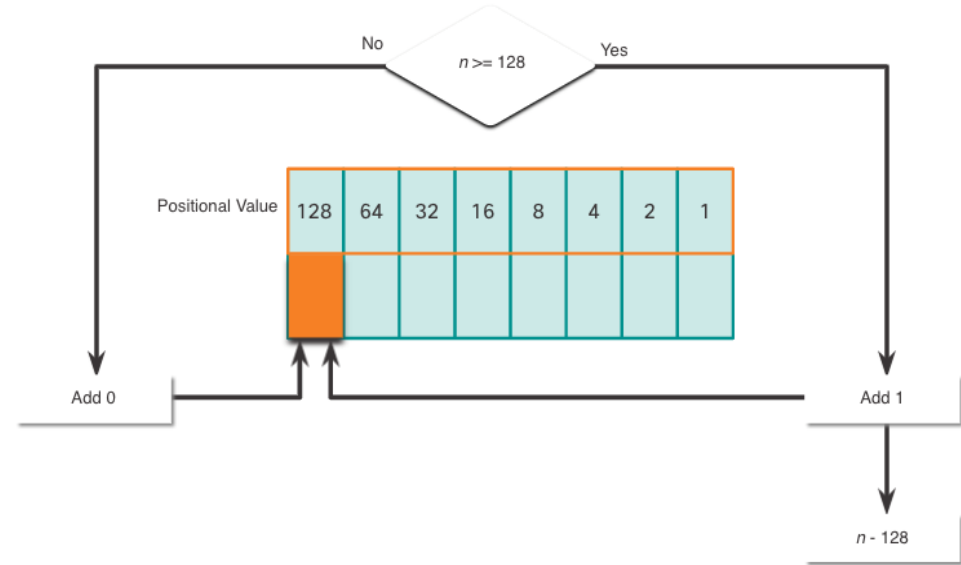 No
Yes
n >= 128
Positional Value
128 64 32 16 8 4 2 1
Add 0
Add 1
n - 128